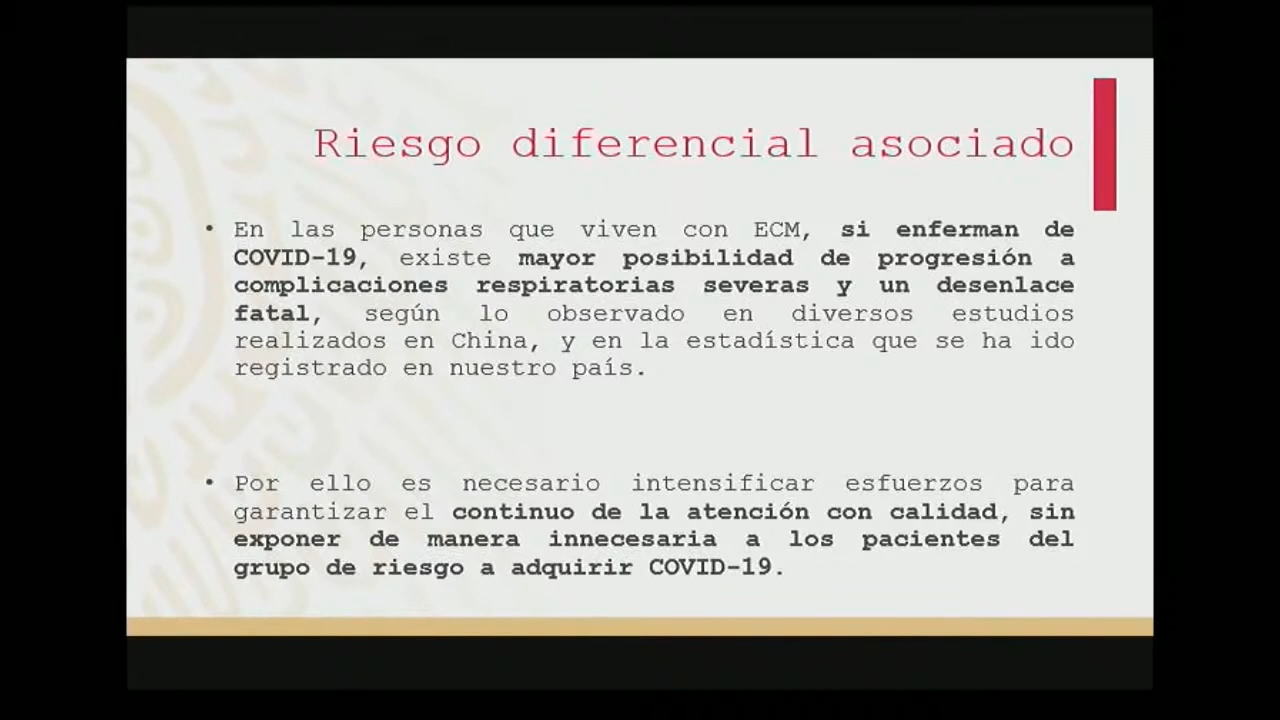 Riesgo diferencial asociado
• En las personas que viven con ECM, si enferman de
COVID-19, existe mayor posibilidad de progresión a
complicaciones respiratorias severas y un desenlace
fatal, según lo observado en diversos estudios
realizados en China, y en la estadística que se ha ido
registrado en nuestro país.
• Por ello es necesario intensificar esfuerzos para
garantizar el continuo de la atención con calidad, sin
exponer de manera innecesaria a los pacientes del
grupo de riesgo a adquirir COVID-19.